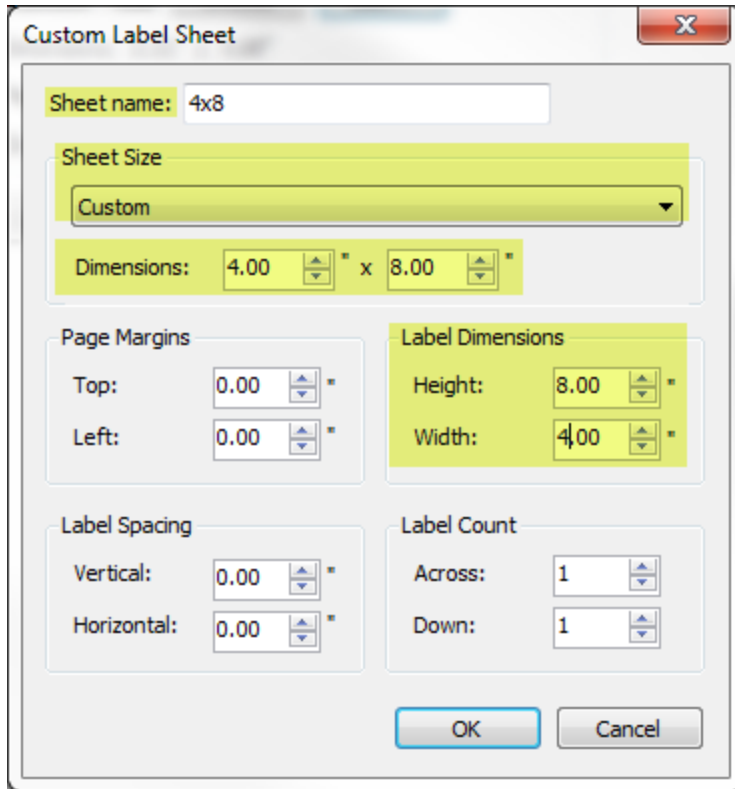 Custom Label Sheet
Sheet name: 4x8
Sheet Size
Custom
Dimensions: 4.00 " x 8.00 "
Page Margins
Top: 0.00 "
Left: 0.00 "
Label Dimensions
Height: 8.00 "
Width: 4.00 "
Label Spacing
Vertical: 0.00 "
Horizontal: 0.00 "
Label Count
Across: 1
Down: 1
OK Cancel